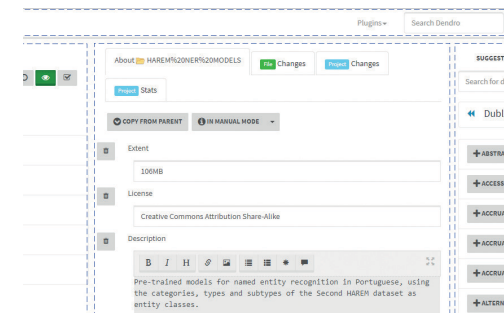 Plugins
Search Dendro
About HAREM%20NER%20MODELS
File Changes
Project Changes
Project Stats
COPY FROM PARENT
IN MANUAL MODE
Extent
106MB
License
Creative Commons Attribution Share-Alike
Description
B I H
Pre-trained models for named entity recognition in Portuguese, using
the categories, types and subtypes of the Second HAREM dataset as
entity classes.
SUGGEST
Search for d
Dubl
ABSTRA
ACCESS
ACCRUA
ACCRUA
ACCRUA
ALTERN